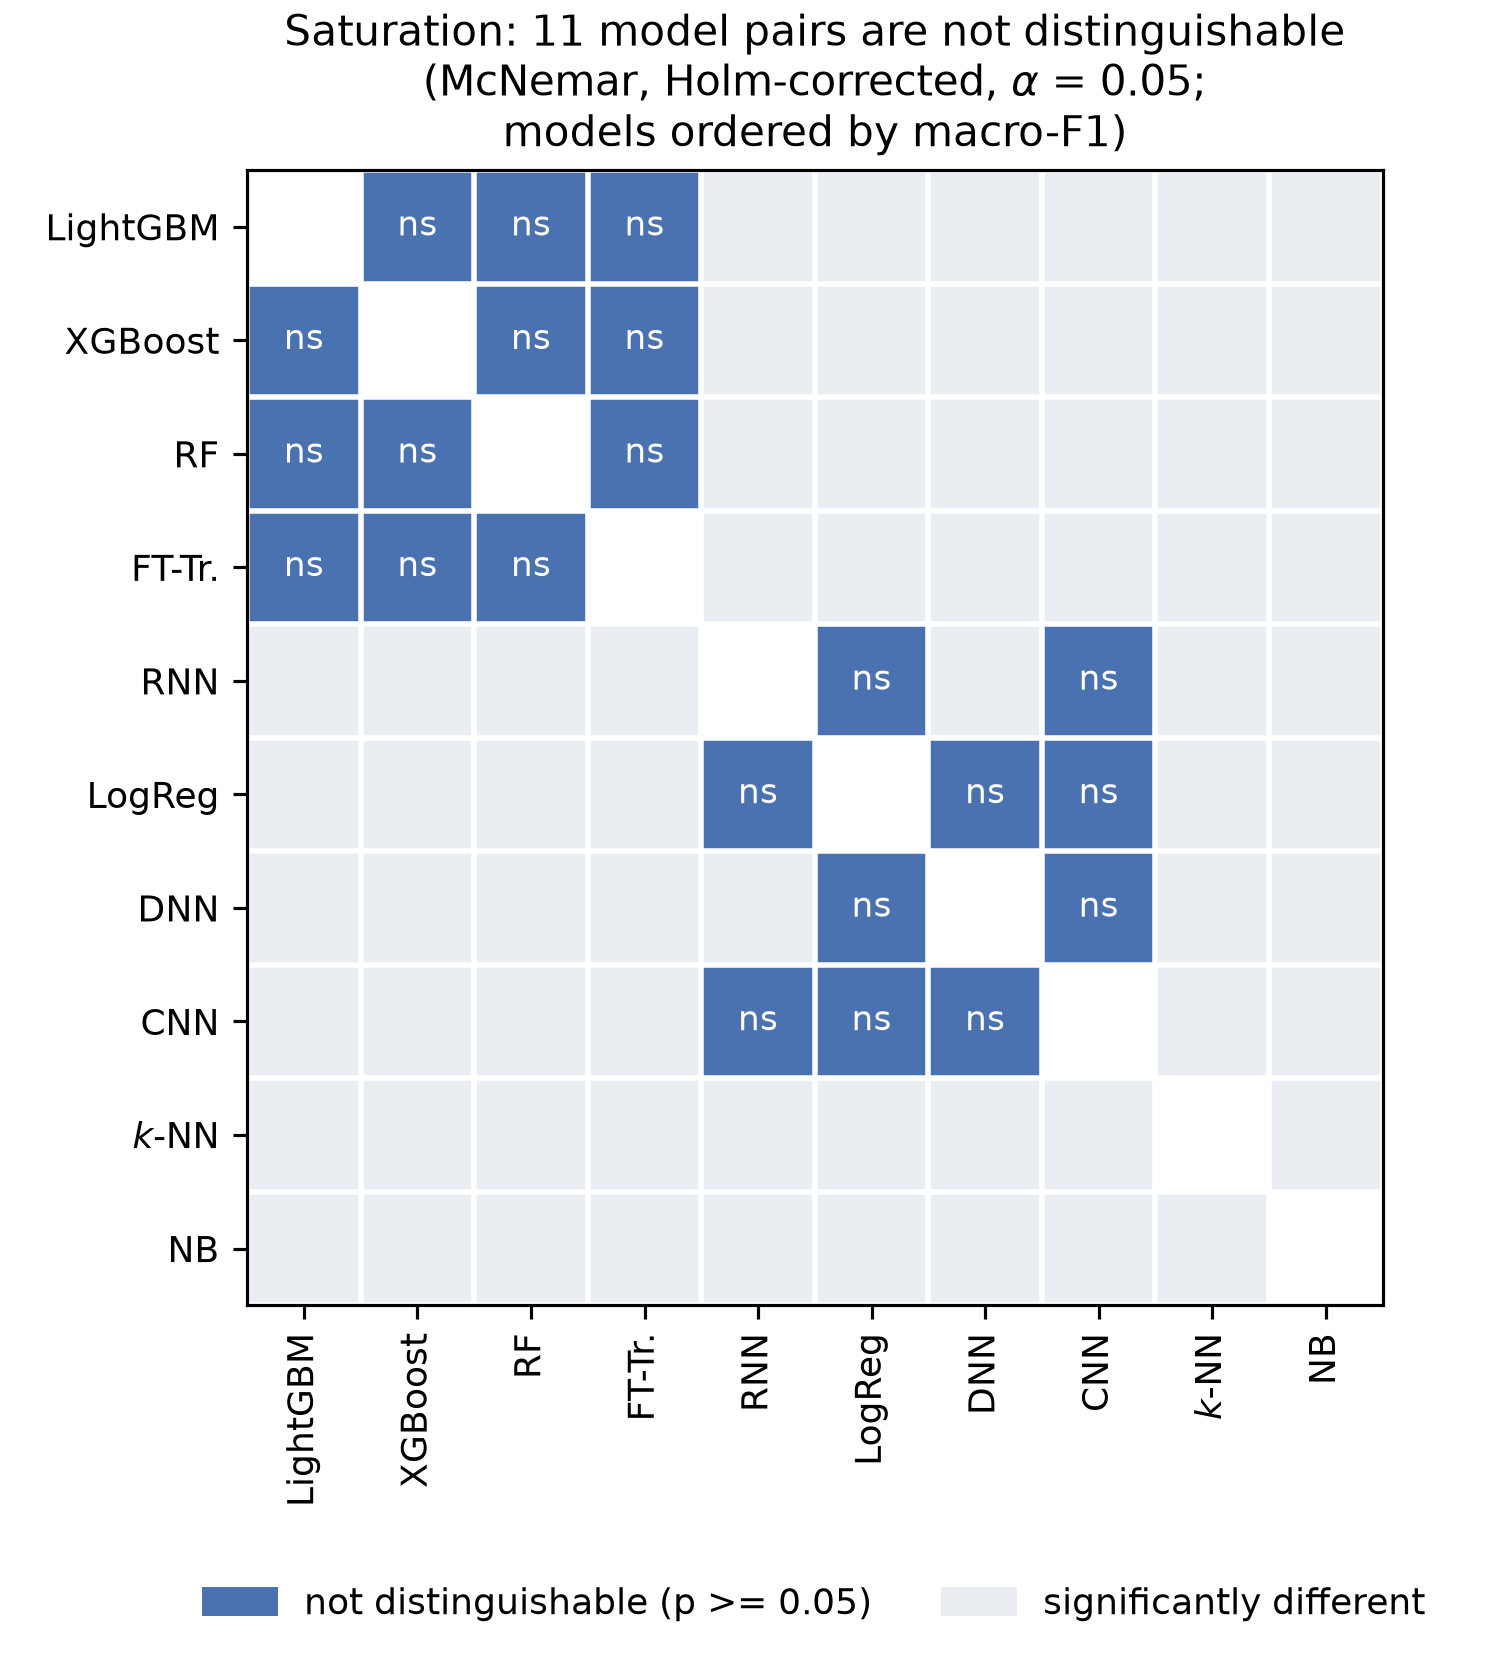 Saturation: 11 model pairs are not distinguishable
(McNemar, Holm-corrected, α = 0.05;
models ordered by macro-F1)
LightGBM ns ns ns
XGBoost ns ns ns
RF ns ns ns
FT-Tr. ns ns ns
RNN ns ns
LogReg ns ns ns
DNN ns ns
CNN ns ns ns
k-NN
NB
LightGBM XGBoost RF FT-Tr. RNN LogReg DNN CNN k-NN NB
not distinguishable (p >= 0.05) significantly different